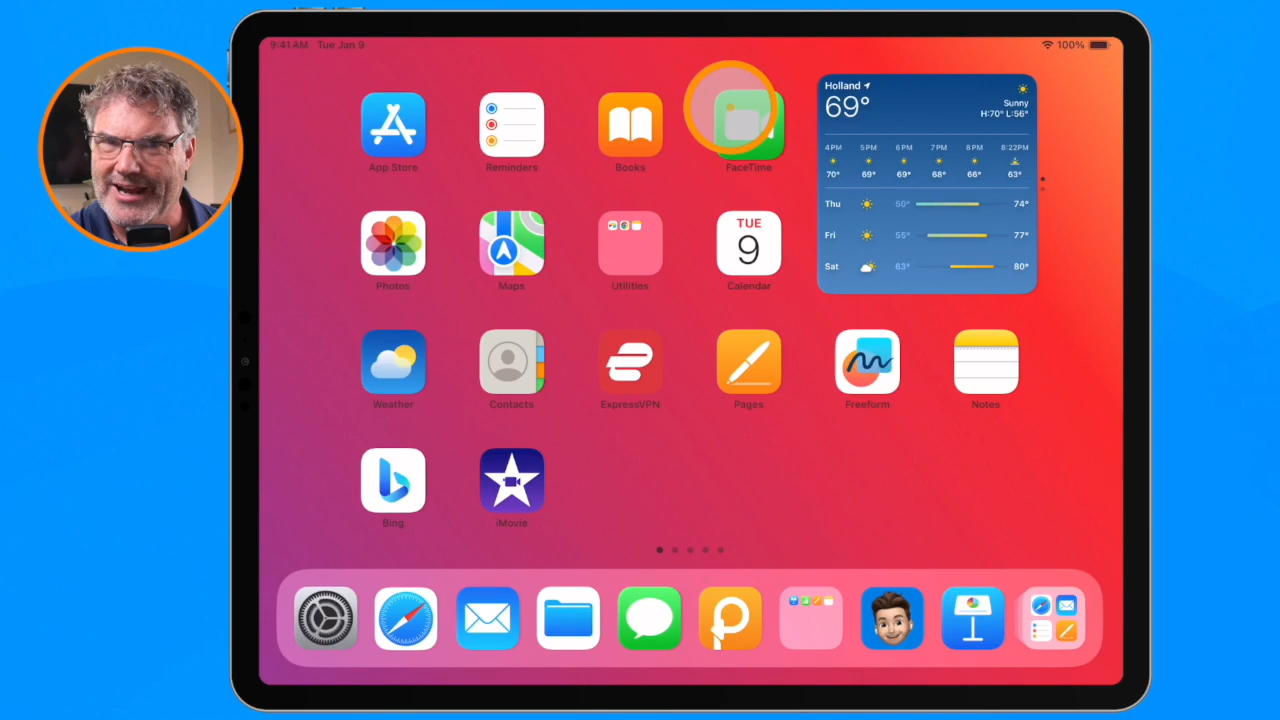 9:41 AM Tue Jan 9
100%
App Store
Reminders
Books
FaceTime
Holland
69°
Sunny
H:70° L:56°
4PM 5PM 6PM 7PM 8PM 8:22PM
70° 69° 69° 68° 66° 63°
Thu 50° 74°
Fri 55° 77°
Sat 63° 80°
Photos
Maps
Utilities
TUE
9
Calendar
Weather
Contacts
ExpressVPN
Pages
Freeform
Notes
Bing
iMovie